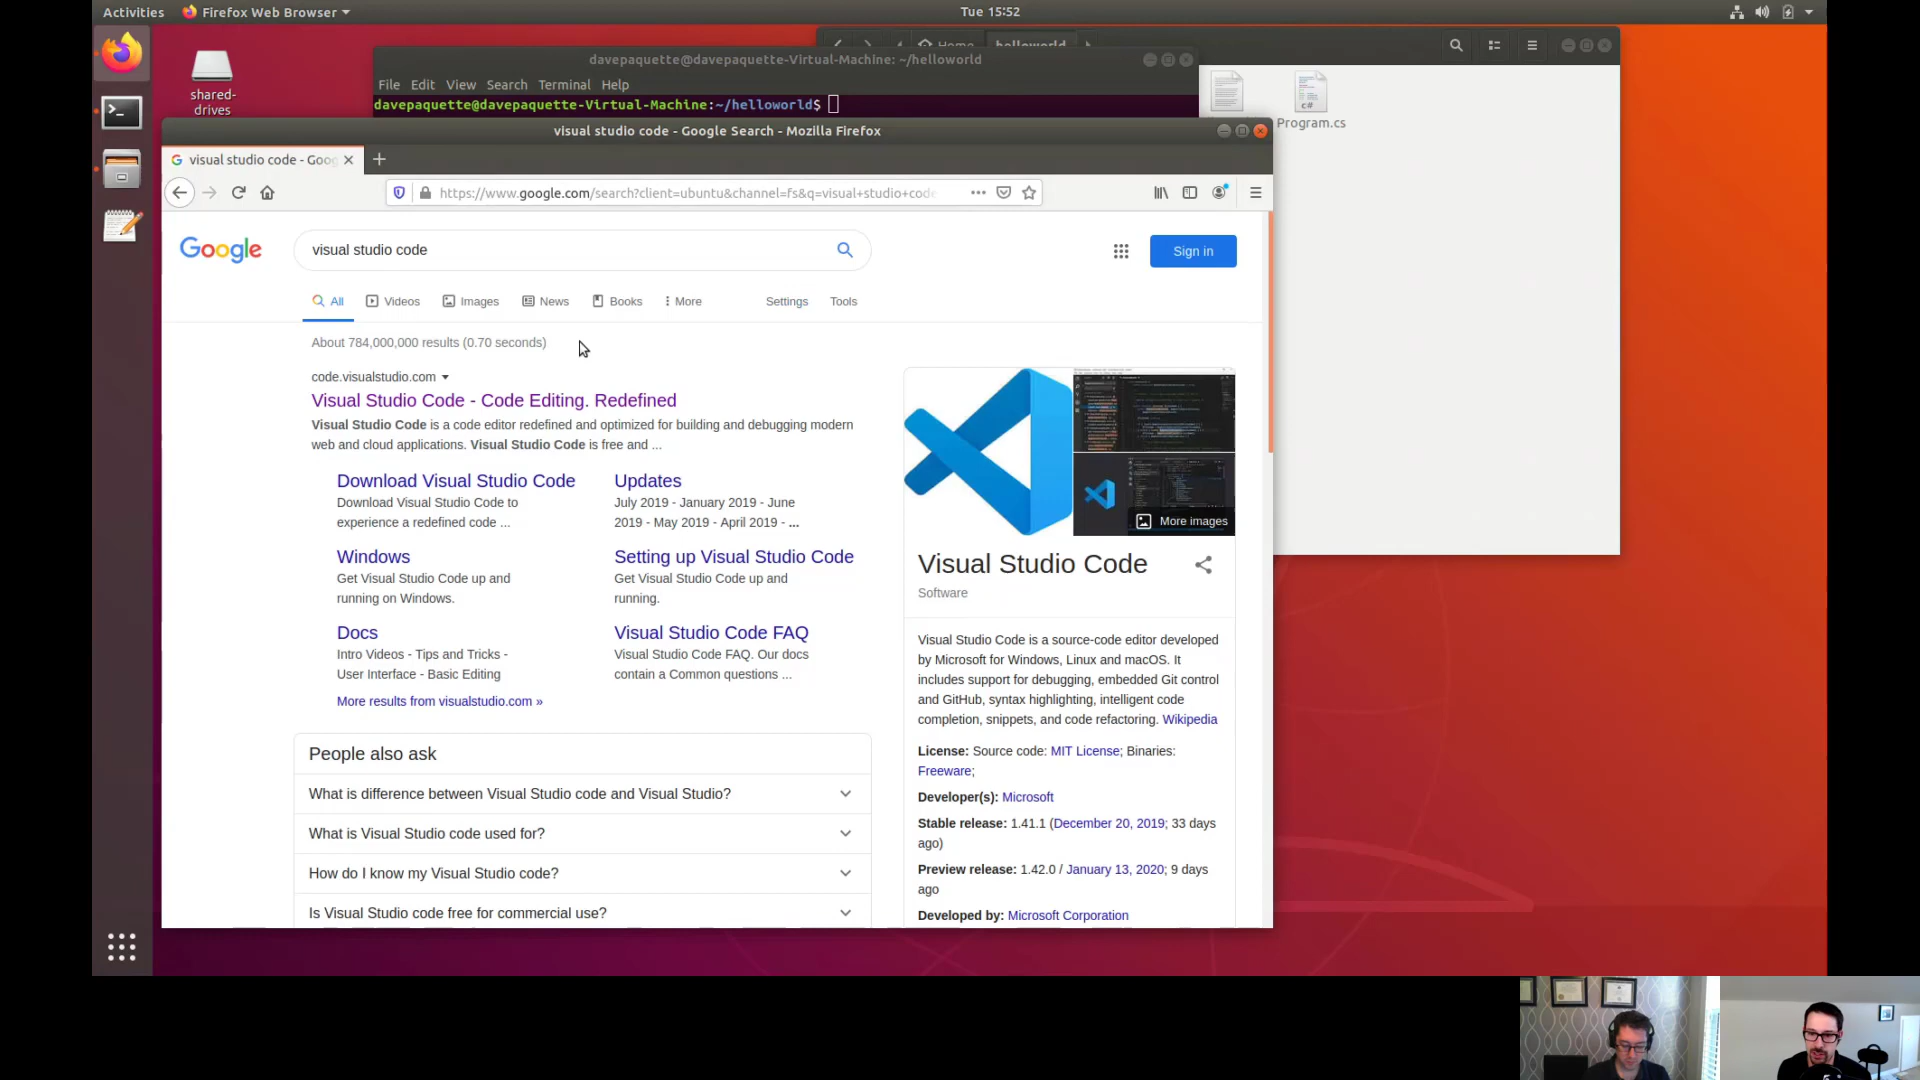 Activities
Firefox Web Browser
Tue 15:52
shared-
drives
Home
helloworld
davepaquette@davepaquette-Virtual-Machine: ~/helloworld
File Edit View Search Terminal Help
davepaquette@davepaquette-Virtual-Machine:~/helloworld$
c#
Program.cs
visual studio code - Google Search - Mozilla Firefox
visual studio code - Goog
https://www.google.com/search?client=ubuntu&channel=fs&q=visual+studio+code
Google
visual studio code
Sign in
All
Videos
Images
News
Books
More
Settings
Tools
About 784,000,000 results (0.70 seconds)
code.visualstudio.com
Visual Studio Code - Code Editing. Redefined
Visual Studio Code is a code editor redefined and optimized for building and debugging modern
web and cloud applications. Visual Studio Code is free and ...
Download Visual Studio Code
Download Visual Studio Code to
experience a redefined code ...
Updates
July 2019 - January 2019 - June
2019 - May 2019 - April 2019 - ...
Windows
Get Visual Studio Code up and
running on Windows.
Setting up Visual Studio Code
Get Visual Studio Code up and
running.
Docs
Intro Videos - Tips and Tricks -
User Interface - Basic Editing
Visual Studio Code FAQ
Visual Studio Code FAQ. Our docs
contain a Common questions ...
More results from visualstudio.com »
People also ask
What is difference between Visual Studio code and Visual Studio?
What is Visual Studio code used for?
How do I know my Visual Studio code?
Is Visual Studio code free for commercial use?
More images
Visual Studio Code
Software
Visual Studio Code is a source-code editor developed
by Microsoft for Windows, Linux and macOS. It
includes support for debugging, embedded Git control
and GitHub, syntax highlighting, intelligent code
completion, snippets, and code refactoring. Wikipedia
License: Source code: MIT License; Binaries:
Freeware;
Developer(s): Microsoft
Stable release: 1.41.1 (December 20, 2019; 33 days
ago)
Preview release: 1.42.0 / January 13, 2020; 9 days
ago
Developed by: Microsoft Corporation